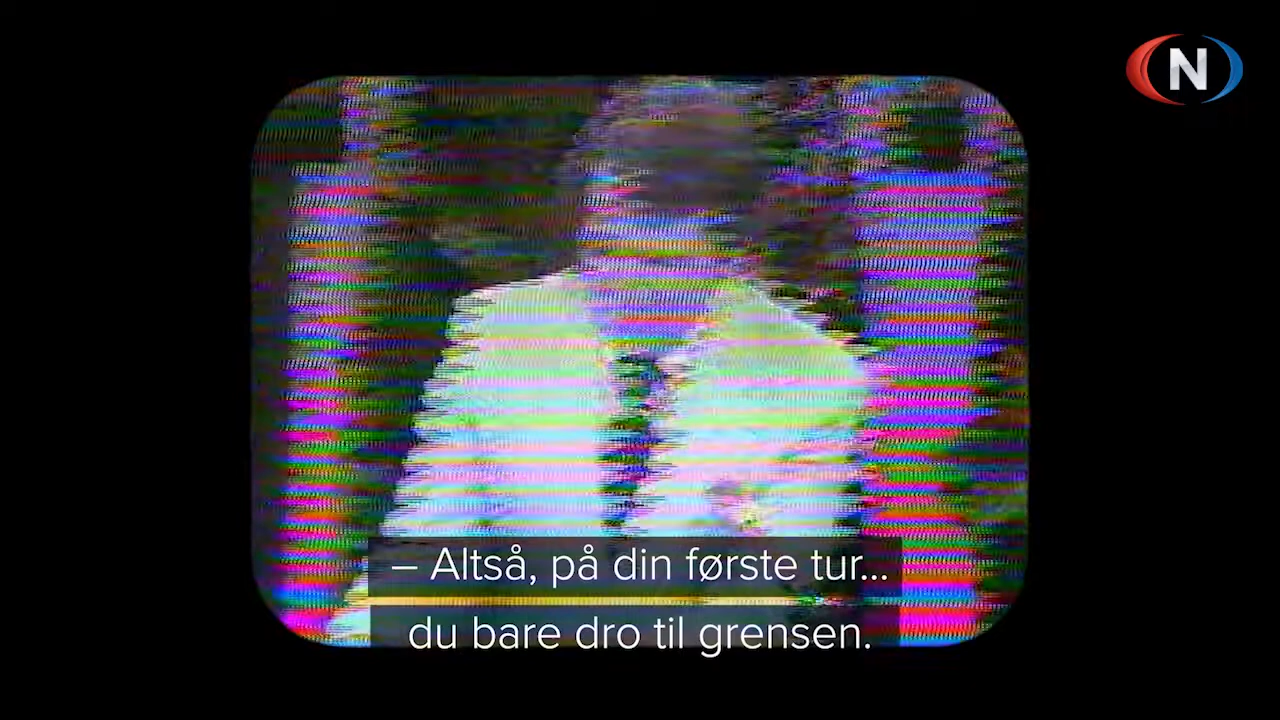 N
– Altså, på din første tur...
du bare dro til grensen.